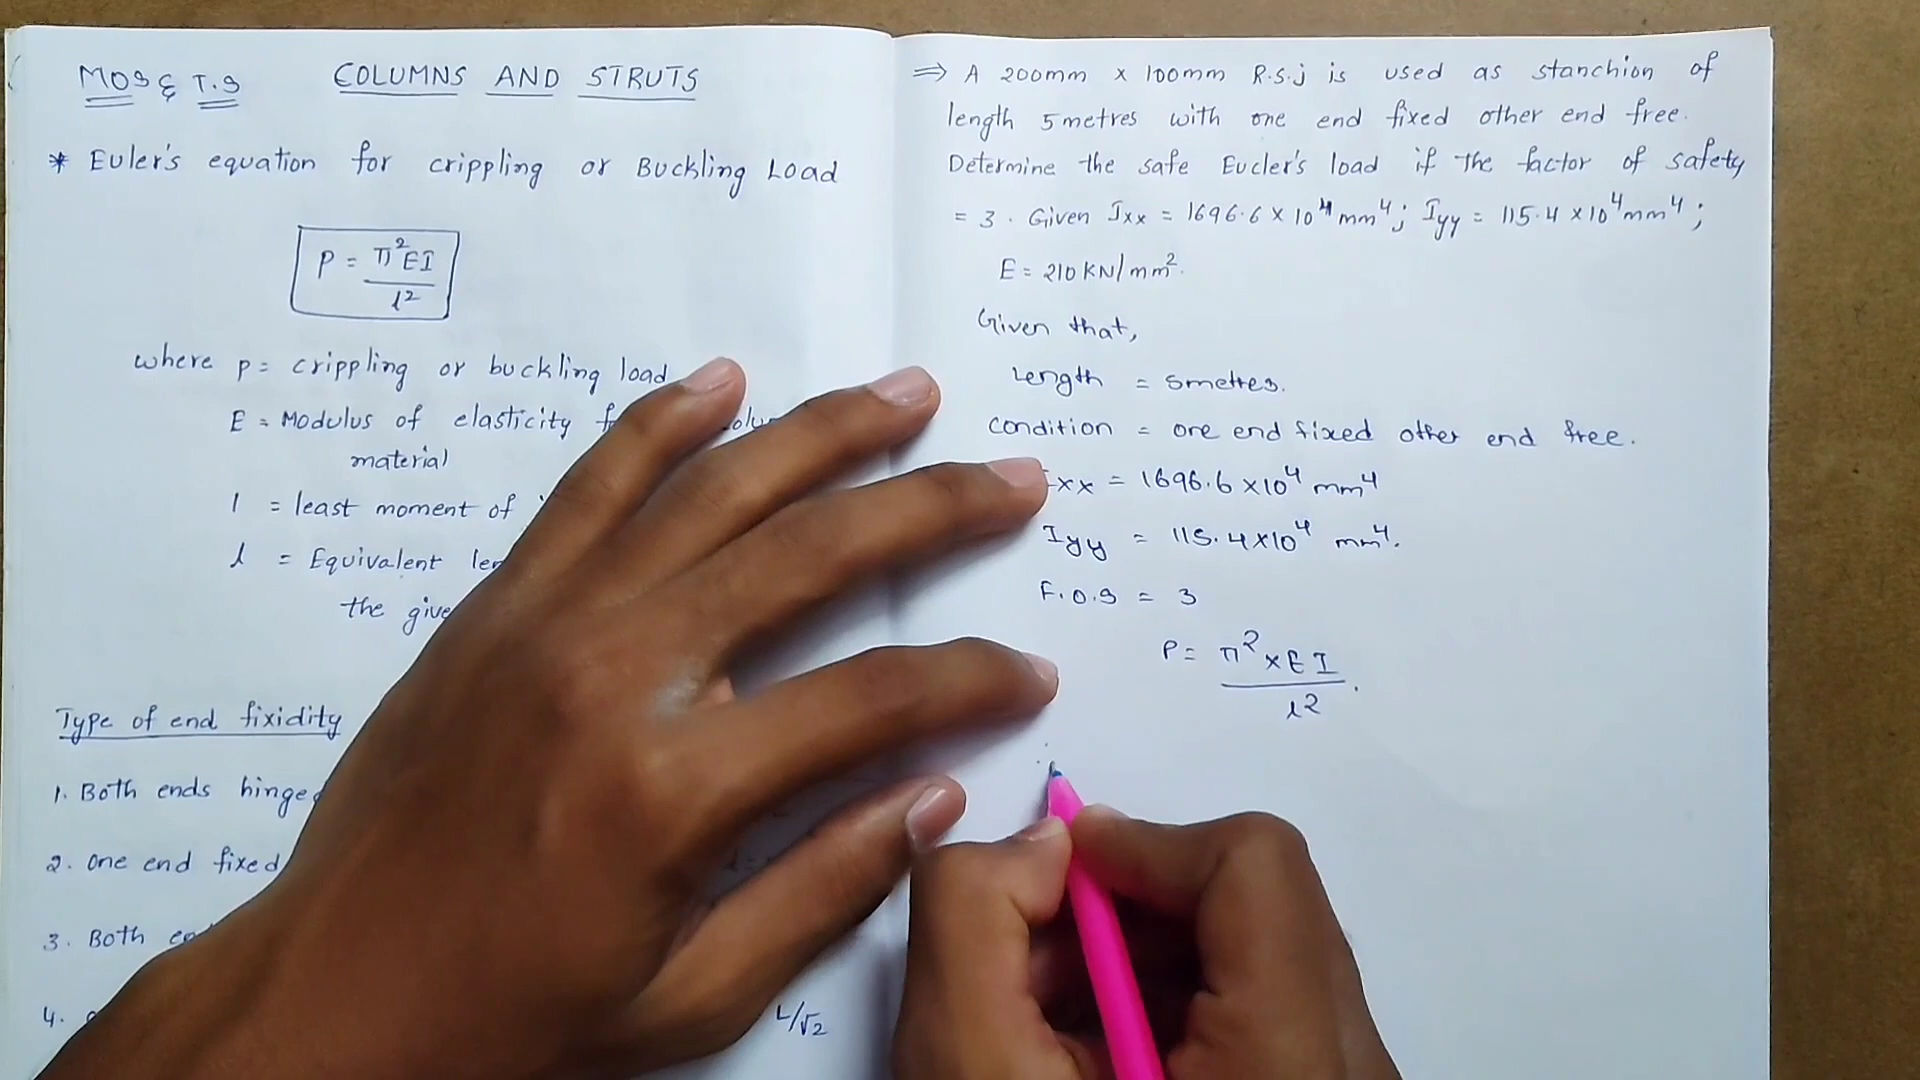 MOS & T.S COLUMNS AND STRUTS
* Euler's equation for crippling or Buckling Load
P = π²EI / l²
where p = crippling or buckling load
E = Modulus of elasticity
material
I = least moment of
l = Equivalent
the
Type of end fixidity
1. Both ends
2. One end fixed
3. Both
4.
L/√2
⇒ A 200mm x 100mm R.S.j is used as stanchion of
length 5metres with one end fixed other end free.
Determine the safe Eucler's load if the factor of safety
= 3. Given Ixx = 1696.6 x 10⁴ mm⁴; Iyy = 115.4 x 10⁴ mm⁴;
E = 210 KN/mm².
Given that,
Length = 5metres.
Condition = one end fixed other end free.
xx = 1696.6 x 10⁴ mm⁴
Iyy = 115.4 x 10⁴ mm⁴.
F.O.S = 3
P = π² x E I / l².